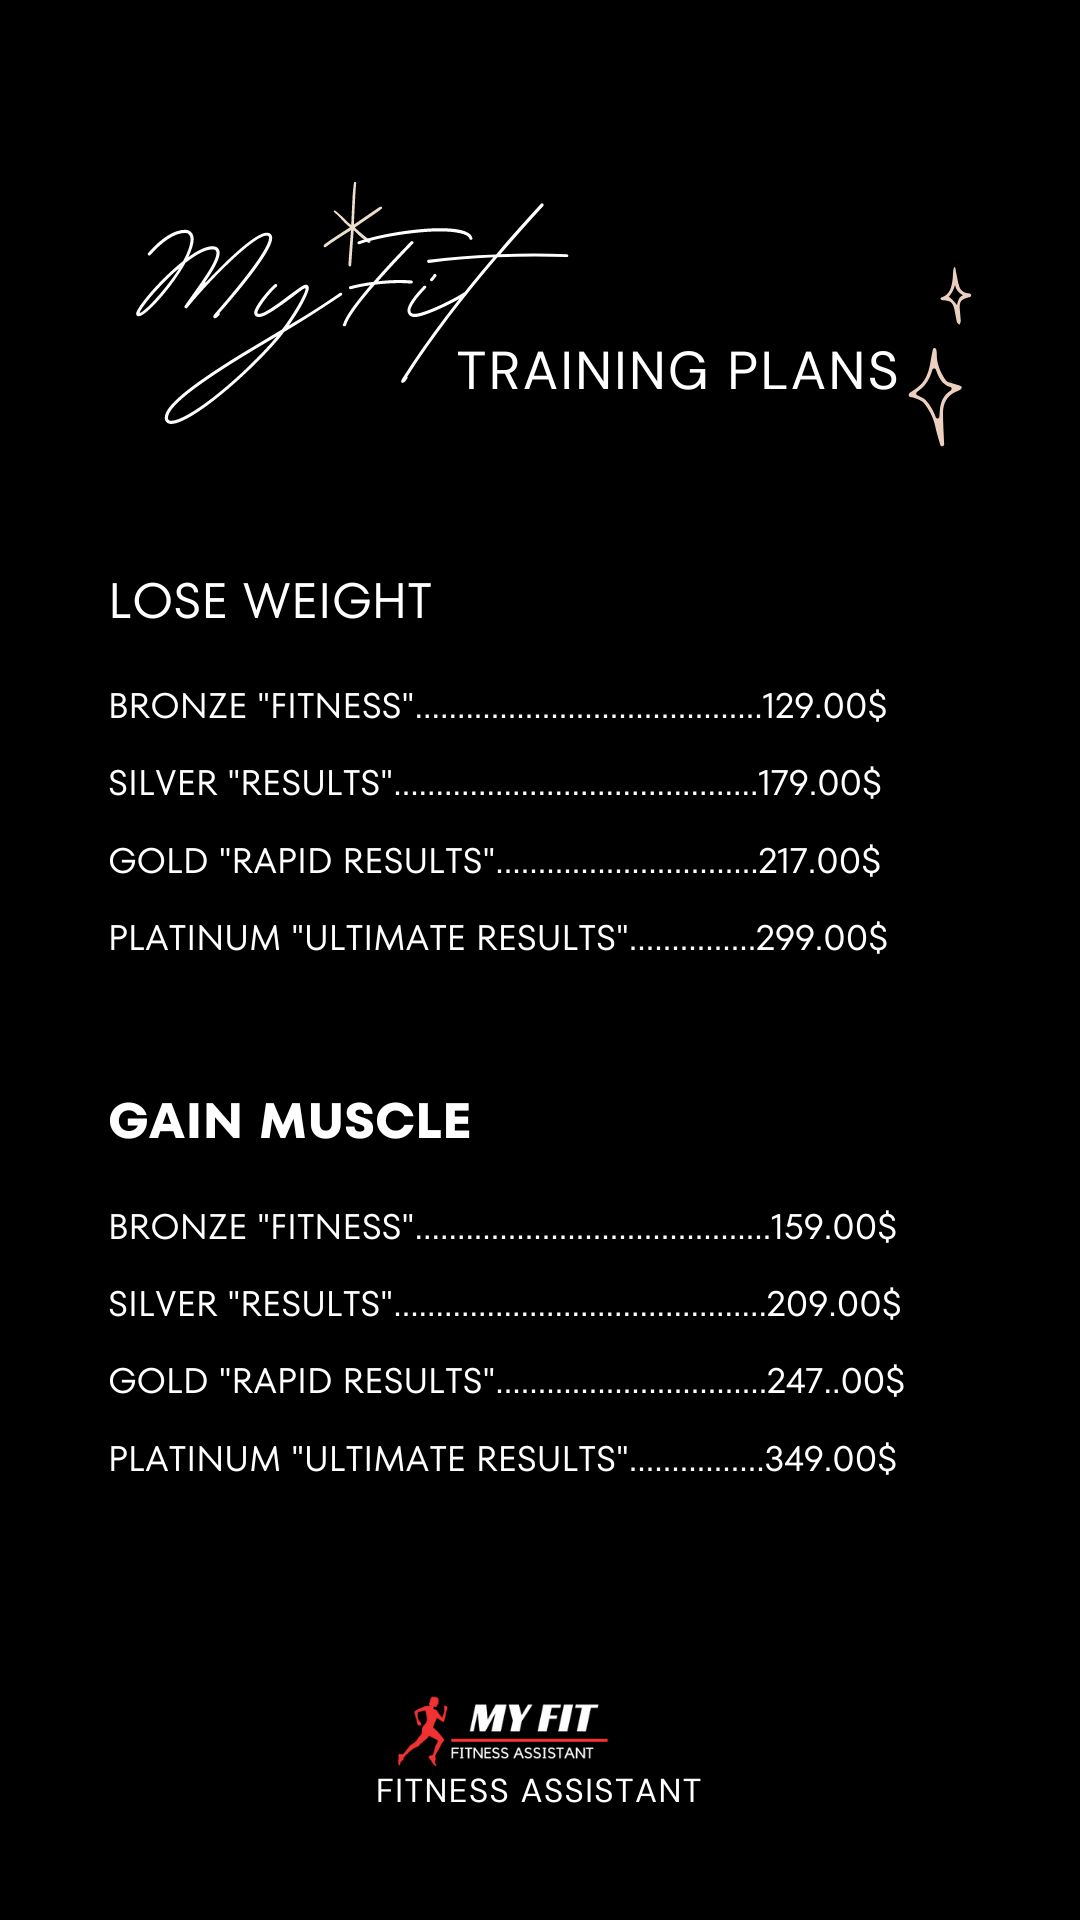 My Fit
TRAINING PLANS
LOSE WEIGHT
BRONZE "FITNESS".........................................129.00$
SILVER "RESULTS"...........................................179.00$
GOLD "RAPID RESULTS"...............................217.00$
PLATINUM "ULTIMATE RESULTS"...............299.00$
GAIN MUSCLE
BRONZE "FITNESS"..........................................159.00$
SILVER "RESULTS"............................................209.00$
GOLD "RAPID RESULTS"................................247..00$
PLATINUM "ULTIMATE RESULTS"................349.00$
MY FIT
FITNESS ASSISTANT
FITNESS ASSISTANT